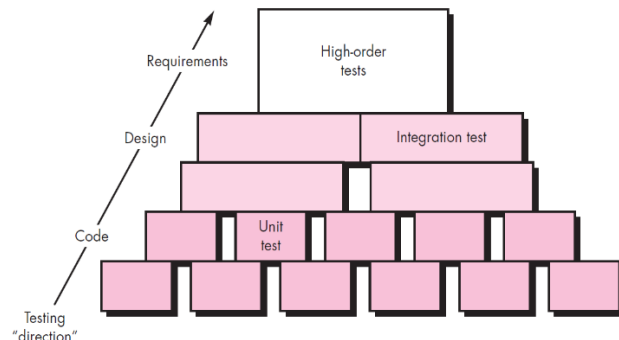 High-order
tests
Requirements
Design
Integration test
Code
Unit
test
Testing
"direction"